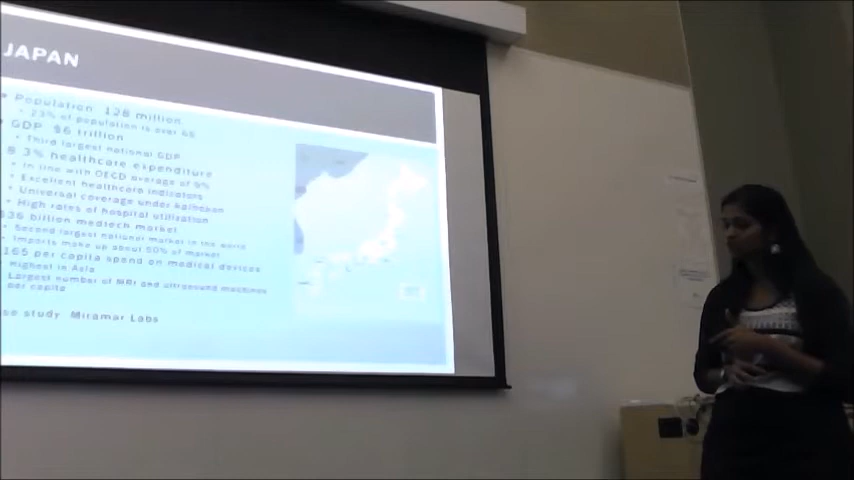 JAPAN
Population: 128 million
23% of population is over 65
GDP: $6 trillion
Third largest national GDP
8.3% healthcare expenditure
In line with OECD average of 9%
Excellent healthcare indicators
Universal coverage under kaihoken
High rates of hospital utilization
$36 billion medtech market
Second largest national market in the world
Imports make up about 50% of market
165 per capita spend on medical devices
Highest in Asia
Largest number of MRI and ultrasound machines
per capita
se study: Miramar Labs